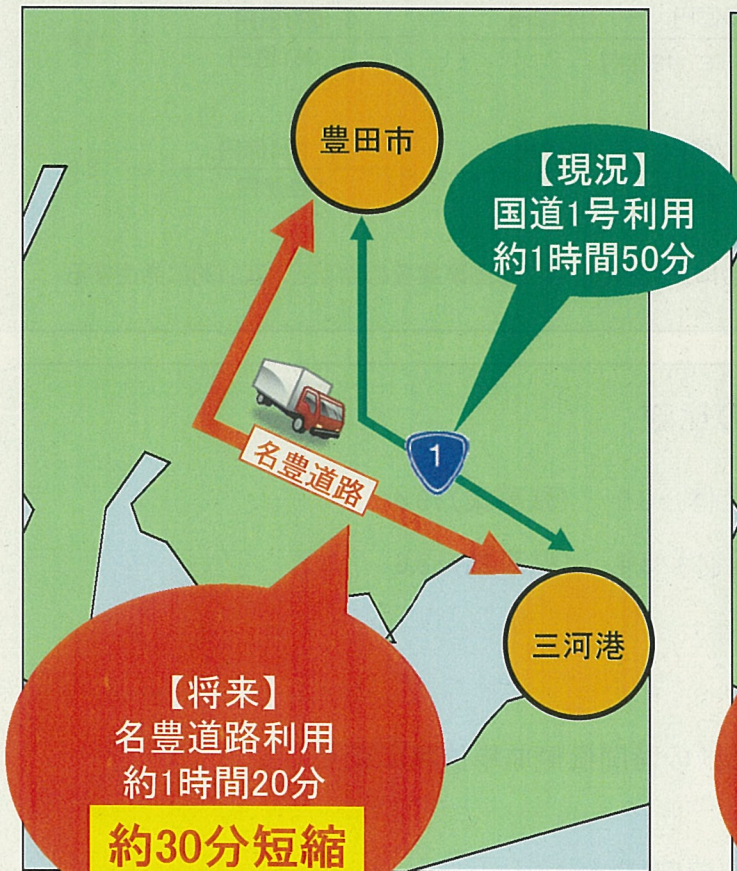 豊田市
【現況】
国道1号利用
約1時間50分
1
名豊道路
三河港
【将来】
名豊道路利用
約1時間20分
約30分短縮